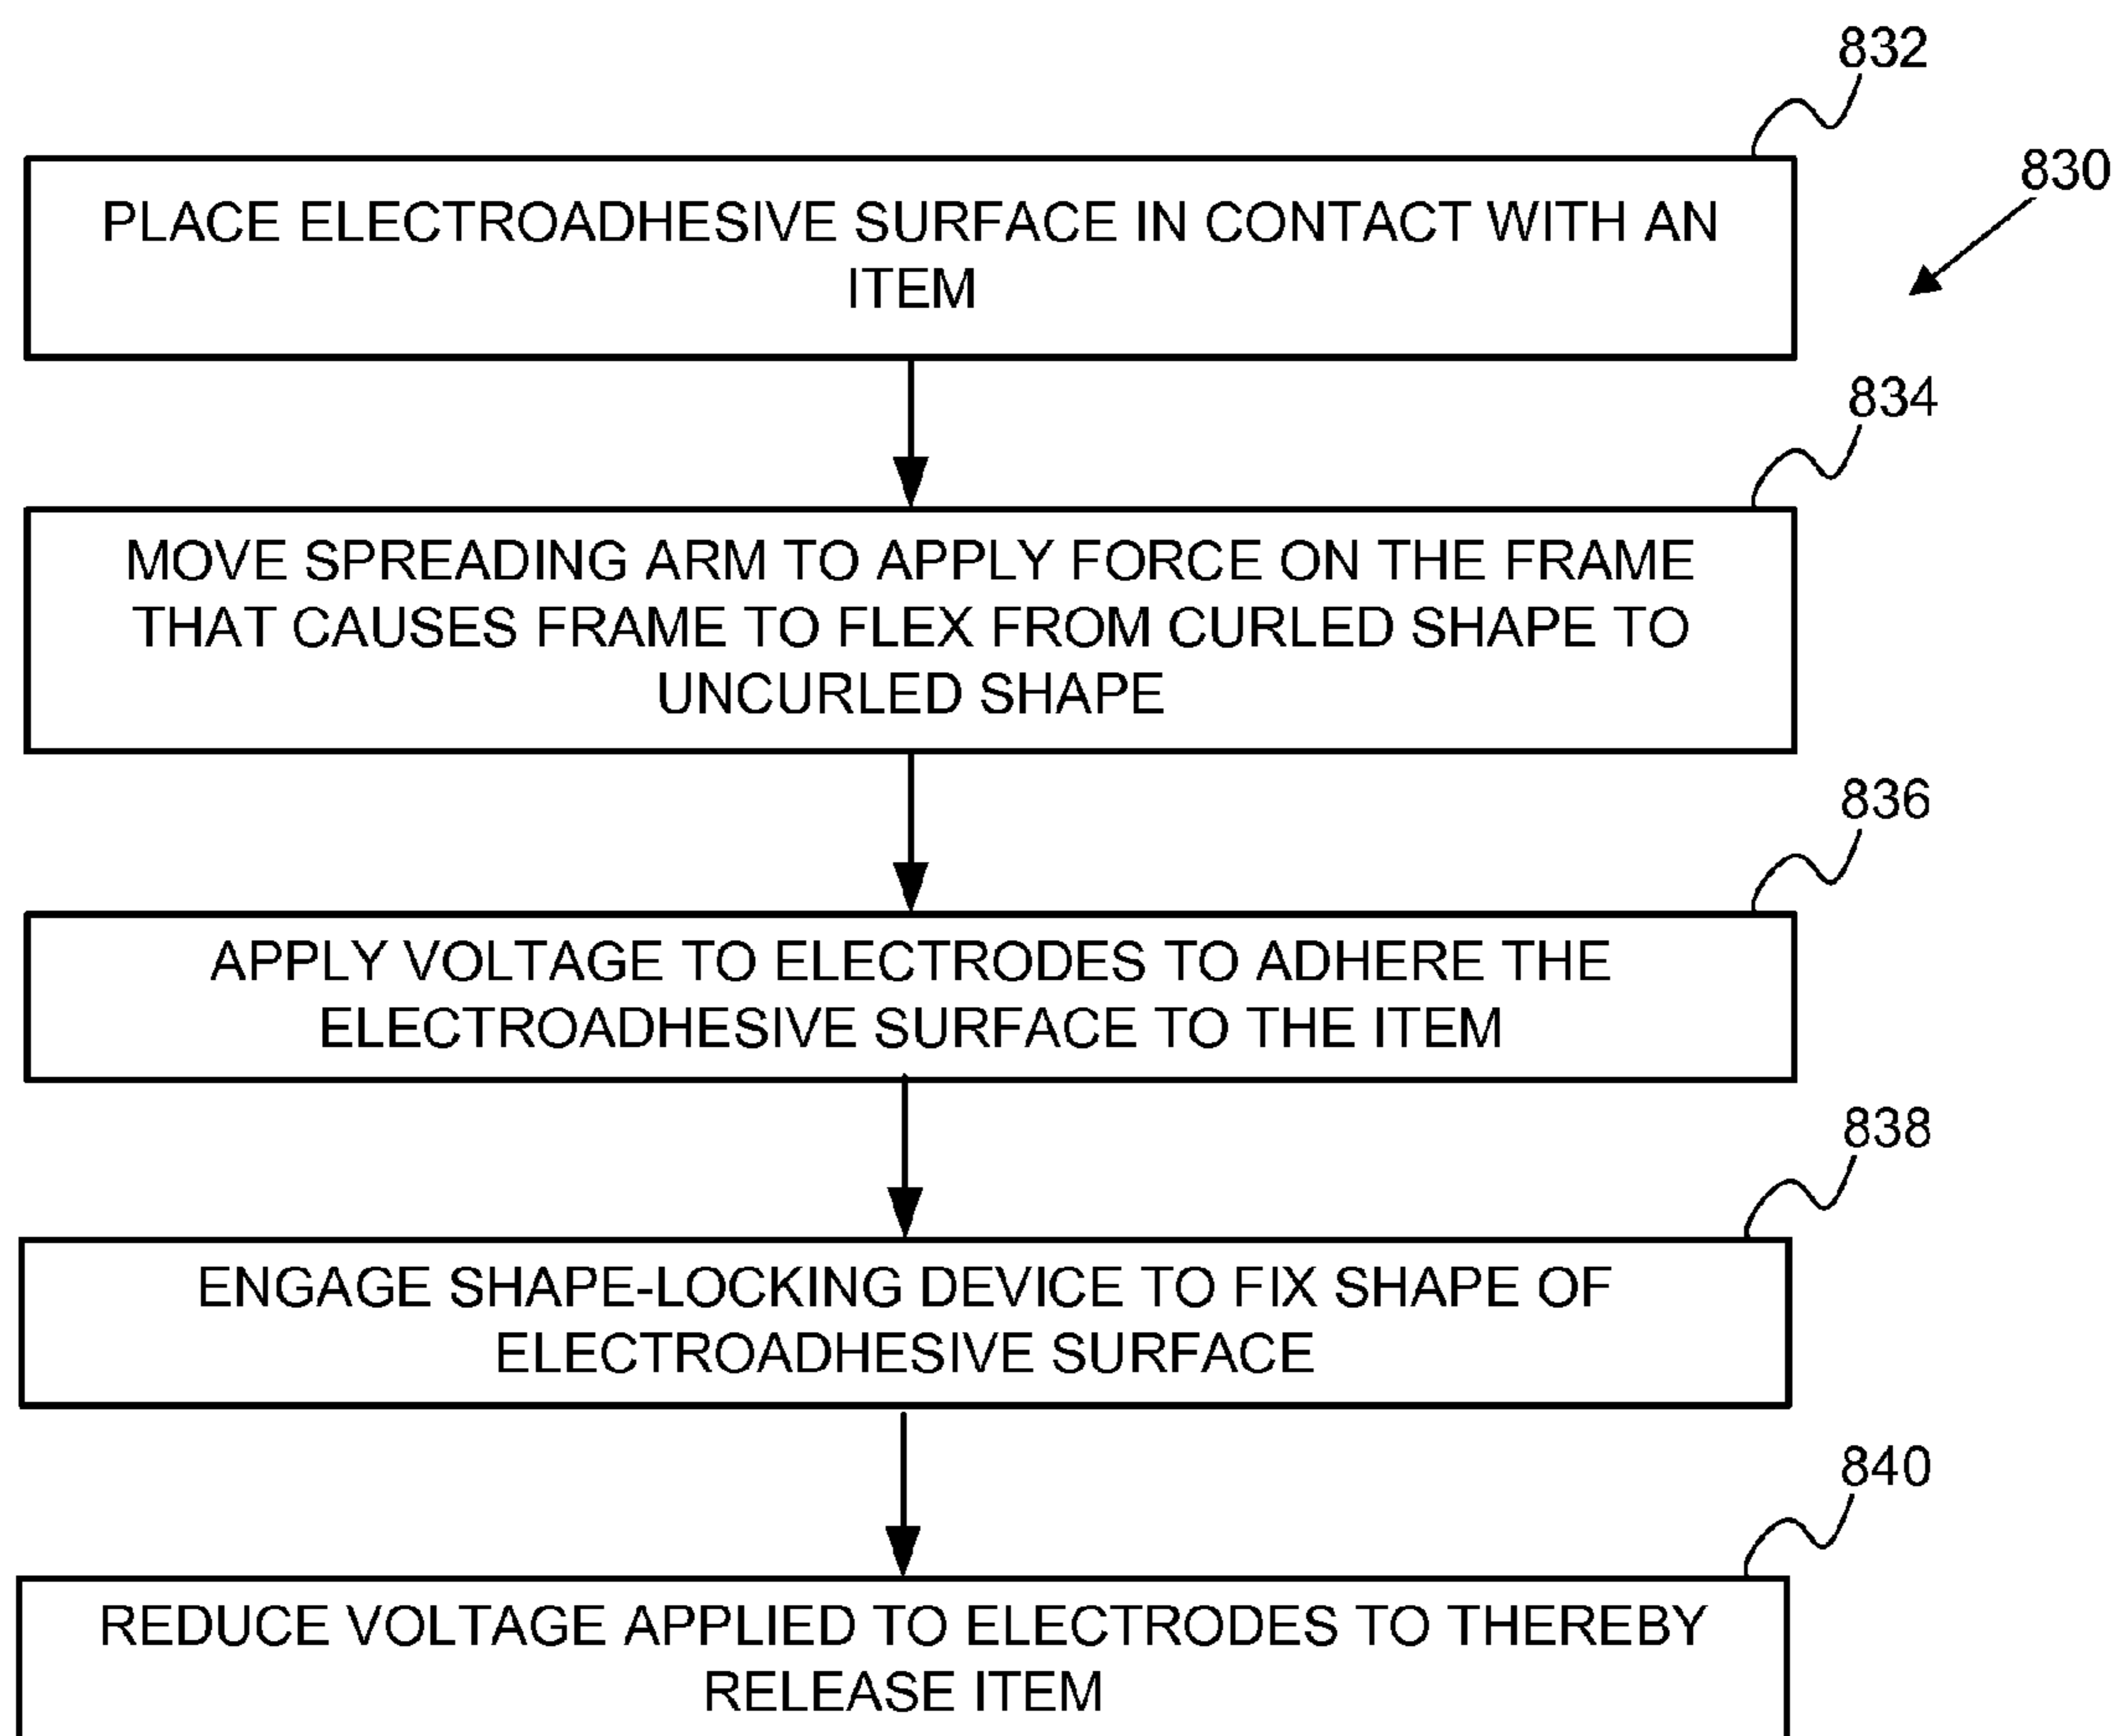 832
830
PLACE ELECTROADHESIVE SURFACE IN CONTACT WITH AN
ITEM
834
MOVE SPREADING ARM TO APPLY FORCE ON THE FRAME
THAT CAUSES FRAME TO FLEX FROM CURLED SHAPE TO
UNCURLED SHAPE
836
APPLY VOLTAGE TO ELECTRODES TO ADHERE THE
ELECTROADHESIVE SURFACE TO THE ITEM
838
ENGAGE SHAPE-LOCKING DEVICE TO FIX SHAPE OF
ELECTROADHESIVE SURFACE
840
REDUCE VOLTAGE APPLIED TO ELECTRODES TO THEREBY
RELEASE ITEM